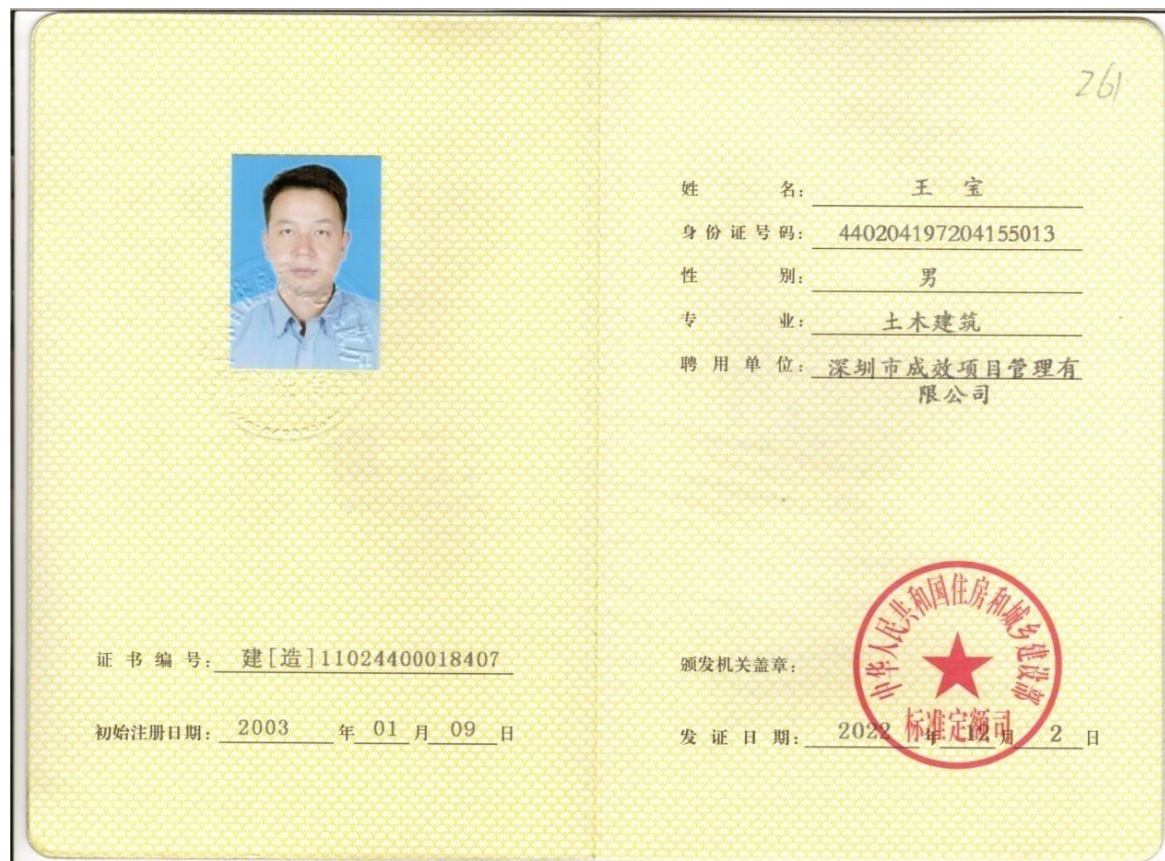 261
姓 名: 王 宝
身份证号码: 440204197204155013
性 别: 男
专 业: 土木建筑
聘用单位: 深圳市成效项目管理有
限公司
证书编号: 建[造]11024400018407
初始注册日期: 2003 年 01 月 09 日
颁发机关盖章:
中华人民共和国住房和城乡建设部
标准定额司
发证日期: 2022 年 12 月 2 日